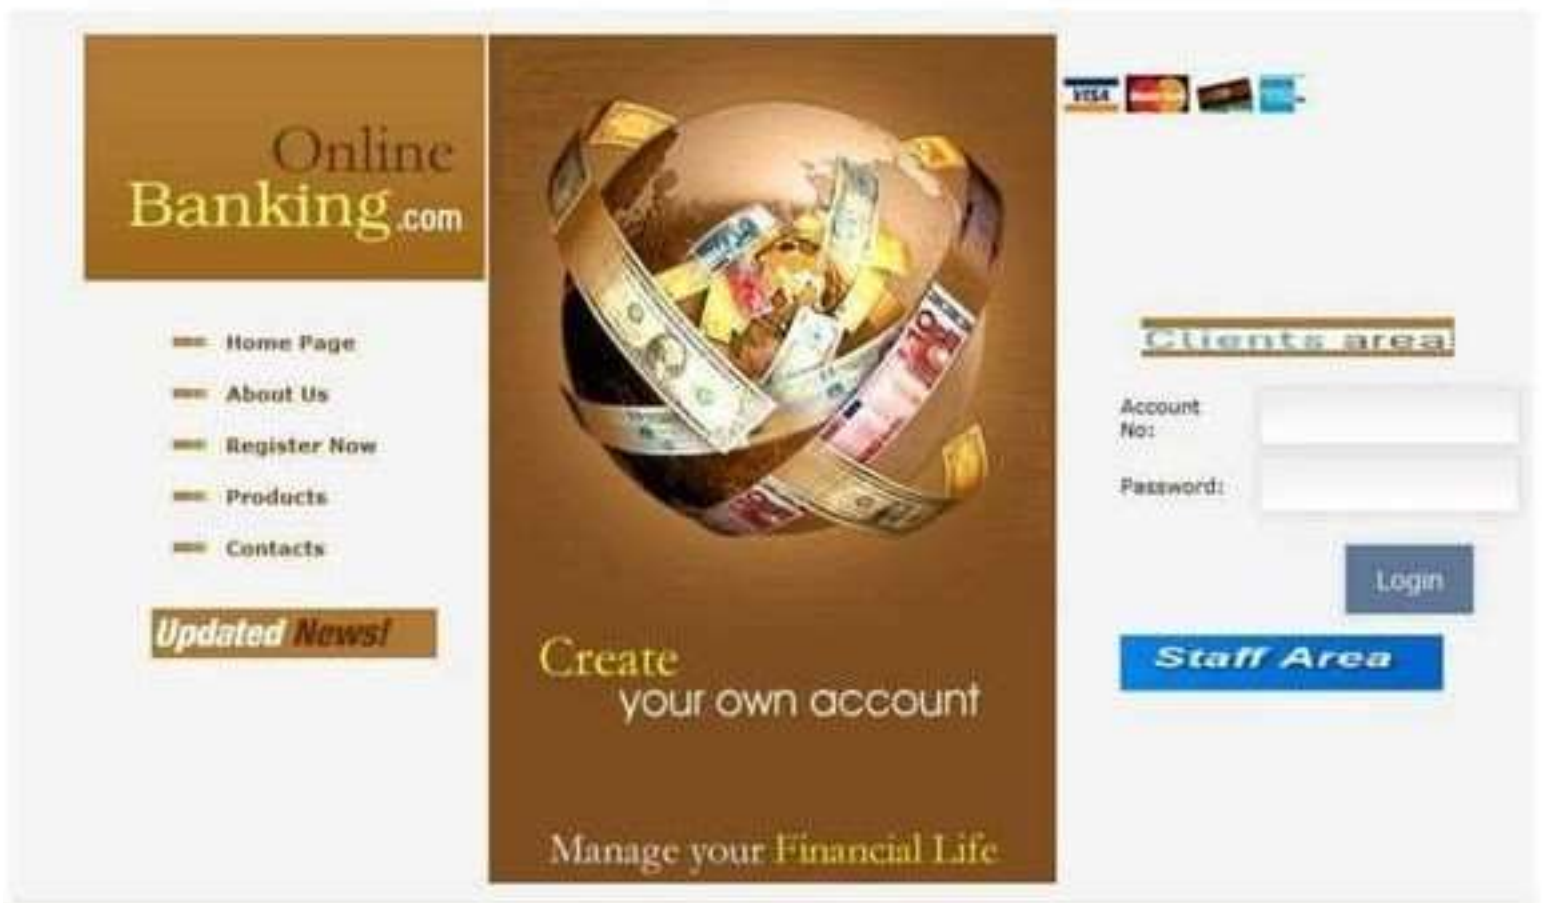 Online
Banking.com
Home Page
About Us
Register Now
Products
Contacts
Updated News!
Create
your own account
Manage your Financial Life
VISA
Clients area
Account
No:
Password:
Login
Staff Area